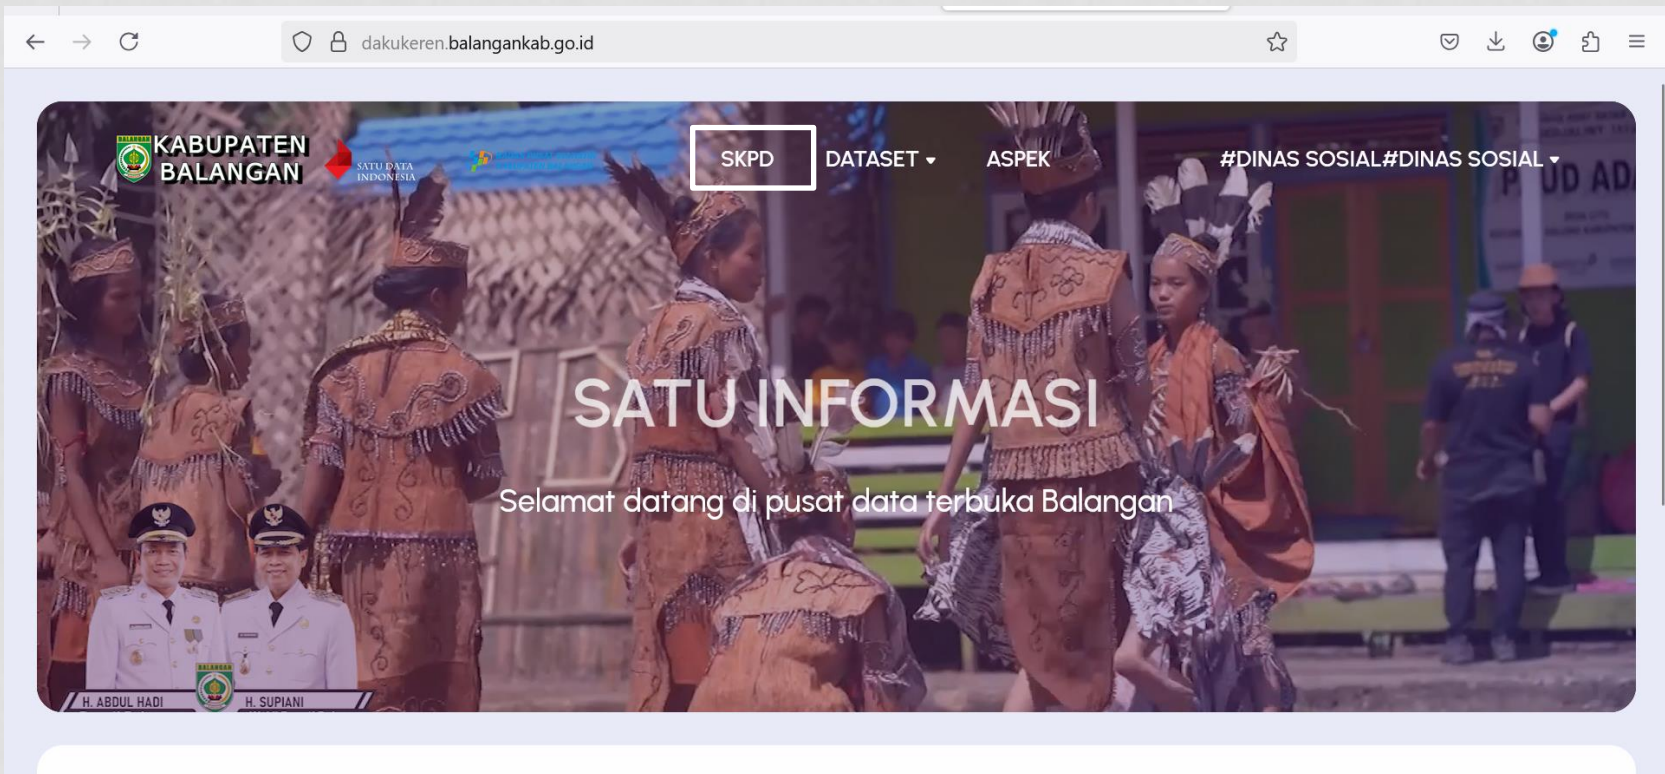 dakukeren.balangankab.go.id
KABUPATEN
BALANGAN
SATU DATA
INDONESIA
SKPD
DATASET
ASPEK
#DINAS SOSIAL#DINAS SOSIAL
SATU INFORMASI
Selamat datang di pusat data terbuka Balangan
BALANGAN
H. ABDUL HADI
H. SUPIANI